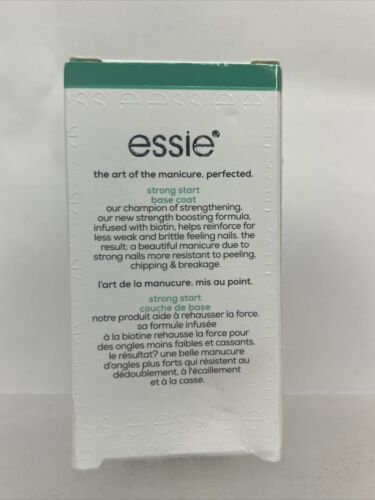 essie®
the art of the manicure. perfected.
strong start
base coat
our champion of strengthening.
our new strength boosting formula,
infused with biotin, helps reinforce for
less weak and brittle feeling nails. the
result: a beautiful manicure due to
strong nails more resistant to peeling,
chipping & breakage.
l'art de la manucure. mis au point.
strong start
couche de base
notre produit aide à rehausser la force.
sa formule infusée
à la biotine rehausse la force pour
des ongles moins faibles et cassants.
le résultat? une belle manucure
d'ongles plus forts qui résistent au
dédoublement, à l'écaillement
et à la casse.